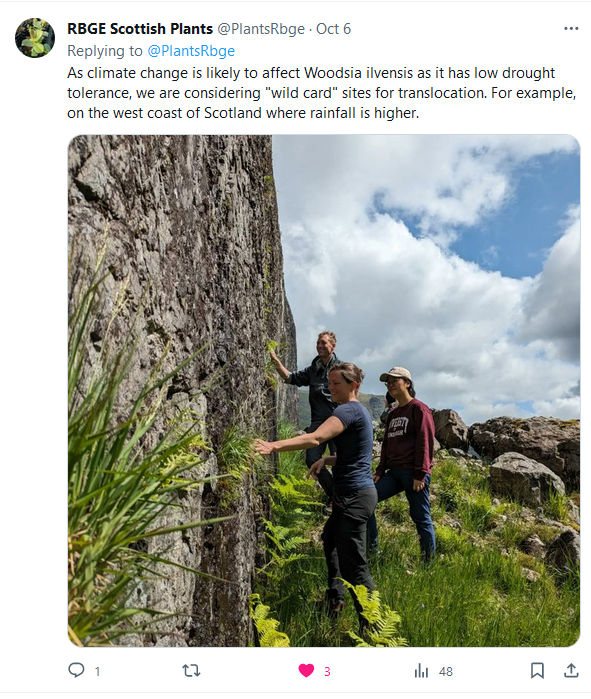 RBGE Scottish Plants @PlantsRbge · Oct 6
Replying to @PlantsRbge
As climate change is likely to affect Woodsia ilvensis as it has low drought
tolerance, we are considering "wild card" sites for translocation. For example,
on the west coast of Scotland where rainfall is higher.
1
3
48